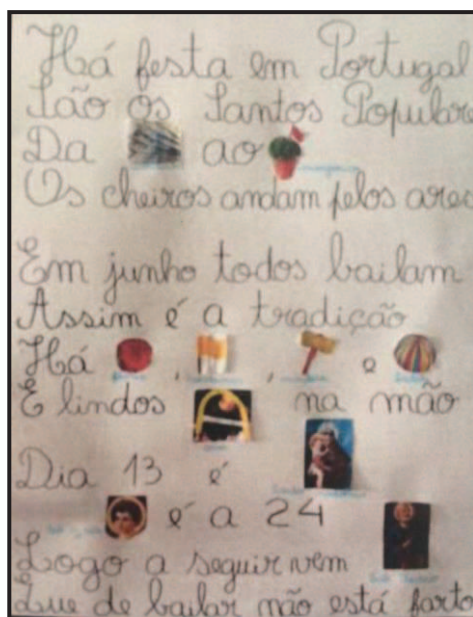 Há festa em Portugal
São os Santos Populare
Da ao
Os cheiros andam pelos ares
Em junho todos bailam
Assim é a tradição
Há , , e
E lindos na mão
Dia 13 é
é a 24
Logo a seguir vem
Que de bailar não está farto